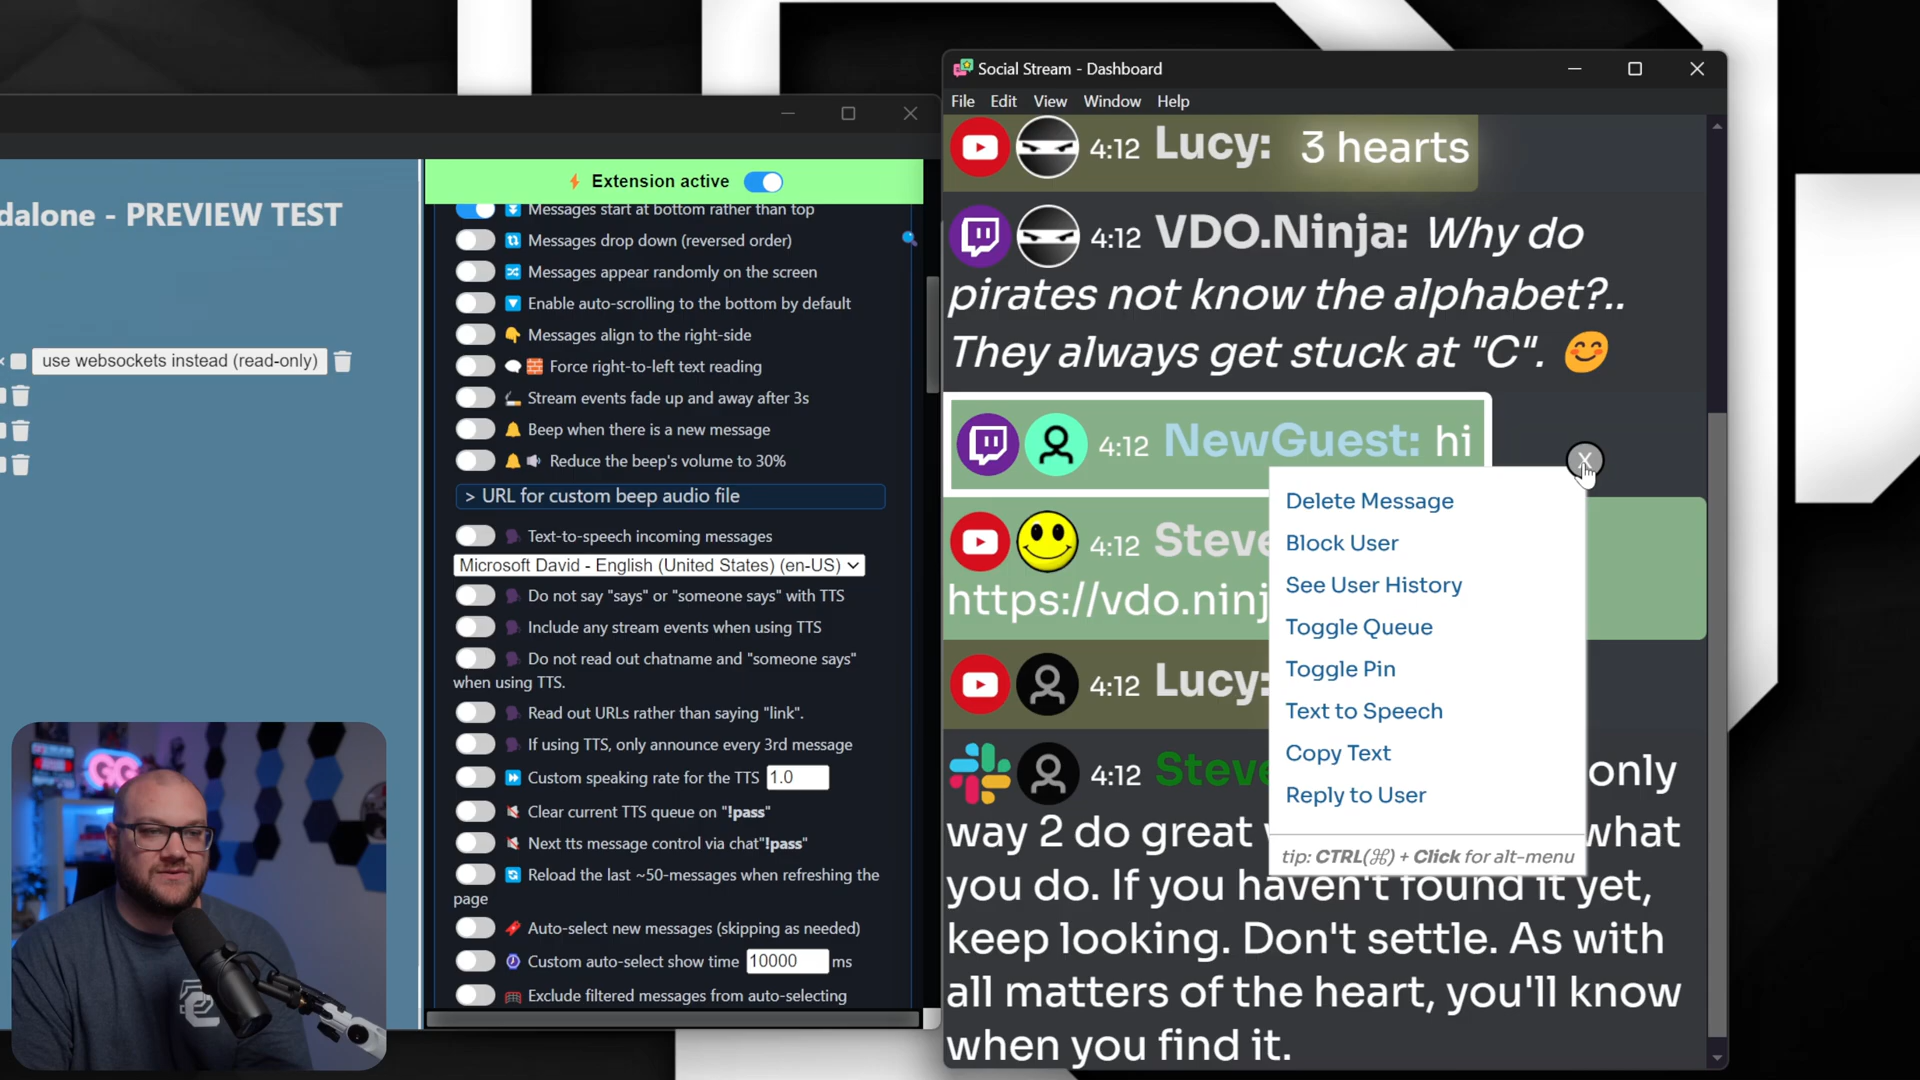 dalone - PREVIEW TEST
use websockets instead (read-only)
Extension active
Messages start at bottom rather than top
Messages drop down (reversed order)
Messages appear randomly on the screen
Enable auto-scrolling to the bottom by default
Messages align to the right-side
Force right-to-left text reading
Stream events fade up and away after 3s
Beep when there is a new message
Reduce the beep's volume to 30%
> URL for custom beep audio file
Text-to-speech incoming messages
Microsoft David - English (United States) (en-US)
Do not say "says" or "someone says" with TTS
Include any stream events when using TTS
Do not read out chatname and "someone says"
when using TTS.
Read out URLs rather than saying "link".
If using TTS, only announce every 3rd message
Custom speaking rate for the TTS 1.0
Clear current TTS queue on "!pass"
Next tts message control via chat"!pass"
Reload the last ~50-messages when refreshing the
page
Auto-select new messages (skipping as needed)
Custom auto-select show time 10000 ms
Exclude filtered messages from auto-selecting
Social Stream - Dashboard
File Edit View Window Help
4:12 Lucy: 3 hearts
4:12 VDO.Ninja: Why do
pirates not know the alphabet?..
They always get stuck at "C". 😊
4:12 NewGuest: hi
X
4:12 Steve
https://vdo.ninj
4:12 Lucy:
4:12 Steve only
way 2 do great what
you do. If you haven't found it yet,
keep looking. Don't settle. As with
all matters of the heart, you'll know
when you find it.
Delete Message
Block User
See User History
Toggle Queue
Toggle Pin
Text to Speech
Copy Text
Reply to User
tip: CTRL(⌘) + Click for alt-menu